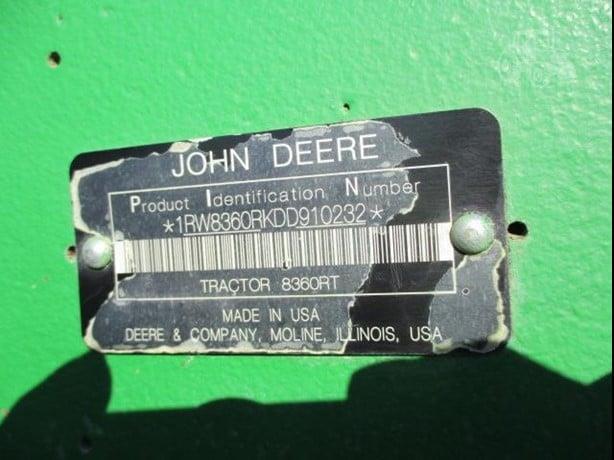 JOHN DEERE
Product Identification Number
*1RW8360RKDD910232*
TRACTOR 8360RT
MADE IN USA
DEERE & COMPANY, MOLINE, ILLINOIS, USA